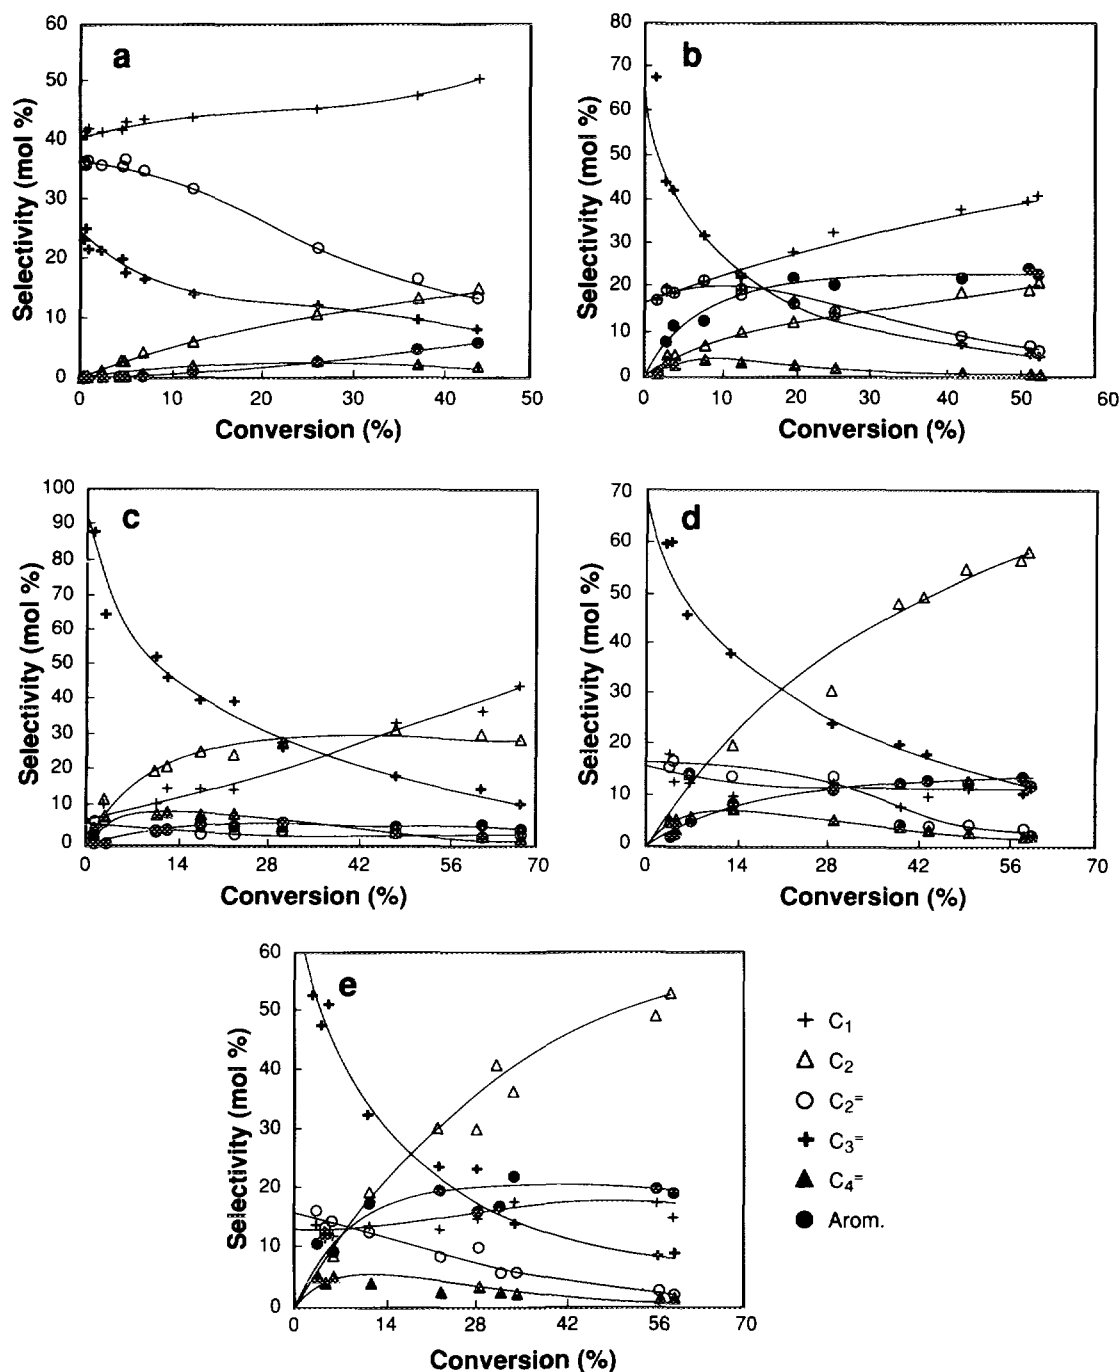 a
Selectivity (mol %)
60
50
40
30
20
10
0
0 10 20 30 40 50
Conversion (%)
b
Selectivity (mol %)
80
70
60
50
40
30
20
10
0
0 10 20 30 40 50 60
Conversion (%)
c
Selectivity (mol %)
100
90
80
70
60
50
40
30
20
10
0
0 14 28 42 56 70
Conversion (%)
d
Selectivity (mol %)
70
60
50
40
30
20
10
0
0 14 28 42 56 70
Conversion (%)
e
Selectivity (mol %)
60
50
40
30
20
10
0
0 14 28 42 56 70
Conversion (%)
C₁
C₂
C₂⁼
C₃⁼
C₄⁼
Arom.